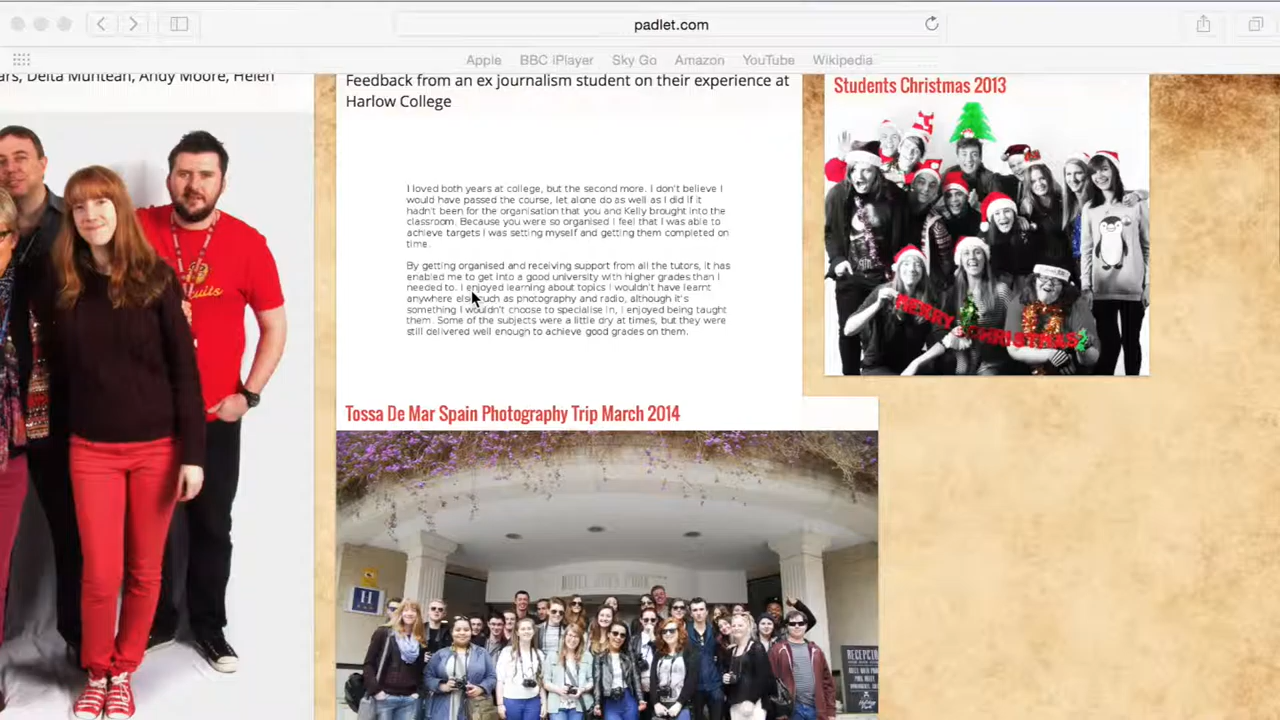 padlet.com
Apple BBC iPlayer Sky Go Amazon YouTube Wikipedia
ars, Delta Muntean, Andy Moore, Helen
Feedback from an ex journalism student on their experience at
Harlow College
I loved both years at college, but the second more. I don't believe I
would have passed the course, let alone do as well as I did if it
hadn't been for the organisation that you and Kelly brought into the
classroom. Because you were so organised I feel that I was able to
achieve targets I was setting myself and getting them completed on
time.
By getting organised and receiving support from all the tutors, it has
enabled me to get into a good university with higher grades than I
needed to. I enjoyed learning about topics I wouldn't have learnt
anywhere else such as photography and radio, although it's
something I wouldn't choose to specialise in, I enjoyed being taught
them. Some of the subjects were a little dry at times, but they were
still delivered well enough to achieve good grades on them.
Students Christmas 2013
MERRY CHRISTMAS
Tossa De Mar Spain Photography Trip March 2014
H
RECEPCIO